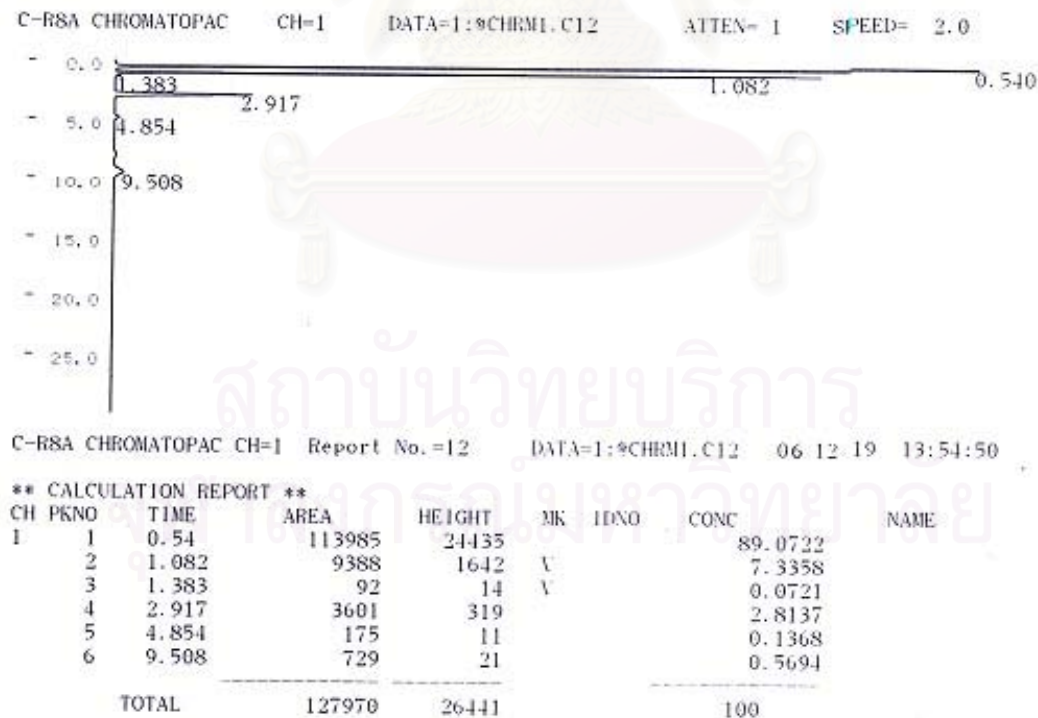 C-R8A CHROMATOPAC CH=1 DATA=1:@CHRM1.C12 ATTEN= 1 SPEED= 2.0
0.0
1.383 1.082 0.540
2.917
5.0 4.854
10.0 9.508
15.0
20.0
25.0
สถาบันวิทยบริการ
C-R8A CHROMATOPAC CH=1 Report No.=12 DATA=1:@CHRM1.C12 06 12 19 13:54:50
** CALCULATION REPORT **
CH PKNO TIME AREA HEIGHT MK IDNO CONC NAME
1 1 0.54 113985 24435 89.0722
2 1.082 9388 1642 V 7.3358
3 1.383 92 14 V 0.0721
4 2.917 3601 319 2.8137
5 4.854 175 11 0.1368
6 9.508 729 21 0.5694
TOTAL 127970 26441 100
จุฬาลงกรณ์มหาวิทยาลัย